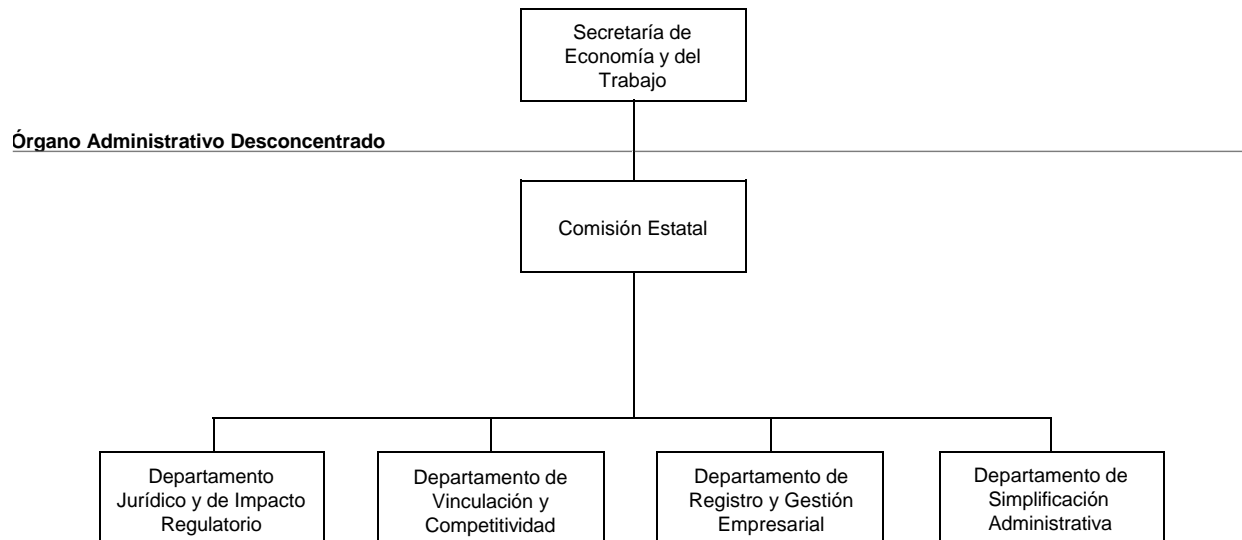 Secretaría de
Economía y del
Trabajo
Órgano Administrativo Desconcentrado
Comisión Estatal
Departamento
Jurídico y de Impacto
Regulatorio
Departamento de
Vinculación y
Competitividad
Departamento de
Registro y Gestión
Empresarial
Departamento de
Simplificación
Administrativa